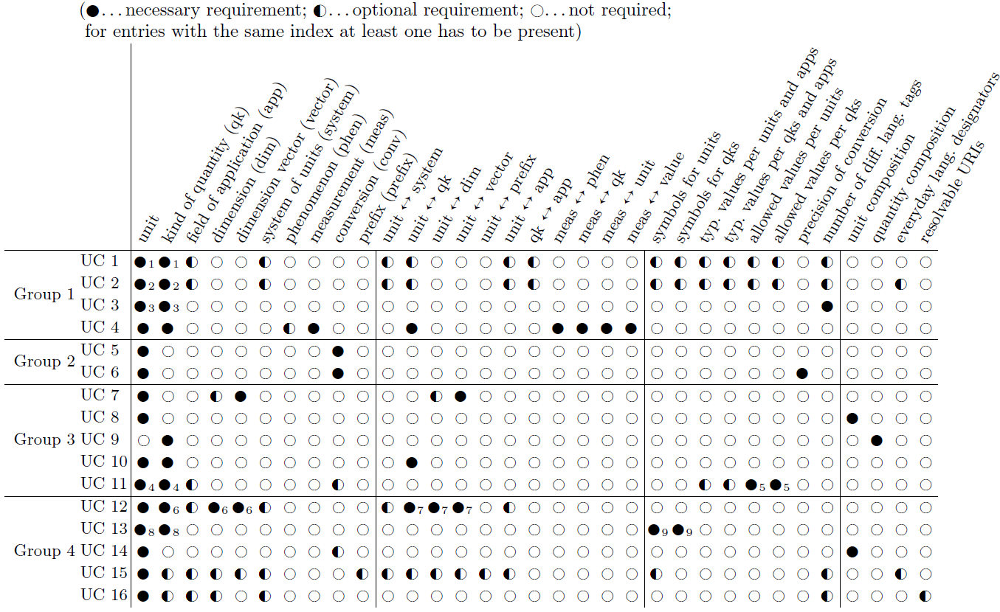 (●…necessary requirement; ◐…optional requirement; ○…not required;
for entries with the same index at least one has to be present)
unit
kind of quantity (qk)
field of application (app)
dimension (dim)
dimension vector (vector)
system of units (system)
phenomenon (phen)
measurement (meas)
conversion (conv)
prefix (prefix)
unit ↔ system
unit ↔ qk
unit ↔ dim
unit ↔ vector
unit ↔ prefix
unit ↔ app
qk ↔ app
meas ↔ phen
meas ↔ qk
meas ↔ unit
meas ↔ value
symbols for units
symbols for qks
typ. values per units and apps
typ. values per qks and apps
allowed values per units
allowed values per qks
precision of conversion
number of diff. lang. tags
unit composition
quantity composition
everyday lang. designators
resolvable URIs
Group 1
UC 1 ●1 ●1 ◐ ○ ○ ◐ ○ ○ ○ ○ ◐ ◐ ○ ○ ○ ◐ ◐ ○ ○ ○ ○ ◐ ◐ ◐ ◐ ◐ ◐ ○ ◐ ○ ○ ○ ○
UC 2 ●2 ●2 ◐ ○ ○ ◐ ○ ○ ○ ○ ◐ ◐ ○ ○ ○ ◐ ◐ ○ ○ ○ ○ ◐ ◐ ◐ ◐ ◐ ◐ ○ ◐ ○ ○ ◐ ○
UC 3 ●3 ●3 ○ ○ ○ ○ ○ ○ ○ ○ ○ ○ ○ ○ ○ ○ ○ ○ ○ ○ ○ ○ ○ ○ ○ ○ ○ ○ ● ○ ○ ○ ○
UC 4 ● ● ○ ○ ○ ○ ◐ ● ○ ○ ○ ● ○ ○ ○ ○ ○ ● ● ● ● ○ ○ ○ ○ ○ ○ ○ ○ ○ ○ ○ ○
Group 2
UC 5 ● ○ ○ ○ ○ ○ ○ ○ ● ○ ○ ○ ○ ○ ○ ○ ○ ○ ○ ○ ○ ○ ○ ○ ○ ○ ○ ○ ○ ○ ○ ○ ○
UC 6 ● ○ ○ ○ ○ ○ ○ ○ ● ○ ○ ○ ○ ○ ○ ○ ○ ○ ○ ○ ○ ○ ○ ○ ○ ○ ○ ● ○ ○ ○ ○ ○
Group 3
UC 7 ● ○ ○ ◐ ● ○ ○ ○ ○ ○ ○ ○ ◐ ● ○ ○ ○ ○ ○ ○ ○ ○ ○ ○ ○ ○ ○ ○ ○ ○ ○ ○ ○
UC 8 ● ○ ○ ○ ○ ○ ○ ○ ○ ○ ○ ○ ○ ○ ○ ○ ○ ○ ○ ○ ○ ○ ○ ○ ○ ○ ○ ○ ○ ● ○ ○ ○
UC 9 ○ ● ○ ○ ○ ○ ○ ○ ○ ○ ○ ○ ○ ○ ○ ○ ○ ○ ○ ○ ○ ○ ○ ○ ○ ○ ○ ○ ○ ○ ● ○ ○
UC 10 ● ● ○ ○ ○ ○ ○ ○ ○ ○ ○ ● ○ ○ ○ ○ ○ ○ ○ ○ ○ ○ ○ ○ ○ ○ ○ ○ ○ ○ ○ ○ ○
UC 11 ●4 ●4 ◐ ○ ○ ○ ○ ○ ◐ ○ ○ ○ ○ ○ ○ ○ ○ ○ ○ ○ ○ ○ ○ ◐ ◐ ●5 ●5 ○ ○ ○ ○ ○ ○
Group 4
UC 12 ● ●6 ◐ ●6 ●6 ◐ ○ ○ ○ ○ ◐ ●7 ●7 ●7 ○ ◐ ○ ○ ○ ○ ○ ○ ○ ○ ○ ○ ○ ○ ○ ○ ○ ○ ○
UC 13 ●8 ●8 ○ ○ ○ ○ ○ ○ ○ ○ ○ ○ ○ ○ ○ ○ ○ ○ ○ ○ ○ ●9 ●9 ○ ○ ○ ○ ○ ○ ○ ○ ○ ○
UC 14 ● ○ ○ ○ ○ ○ ○ ○ ◐ ○ ○ ○ ○ ○ ○ ○ ○ ○ ○ ○ ○ ○ ○ ○ ○ ○ ○ ○ ○ ● ○ ○ ○
UC 15 ● ◐ ◐ ◐ ◐ ◐ ○ ○ ○ ◐ ◐ ◐ ◐ ◐ ◐ ◐ ○ ○ ○ ○ ○ ◐ ○ ○ ○ ○ ○ ○ ◐ ○ ○ ◐ ○
UC 16 ● ◐ ◐ ◐ ○ ◐ ○ ○ ○ ○ ○ ○ ○ ○ ○ ○ ○ ○ ○ ○ ○ ○ ○ ○ ○ ○ ○ ○ ◐ ○ ○ ○ ◐